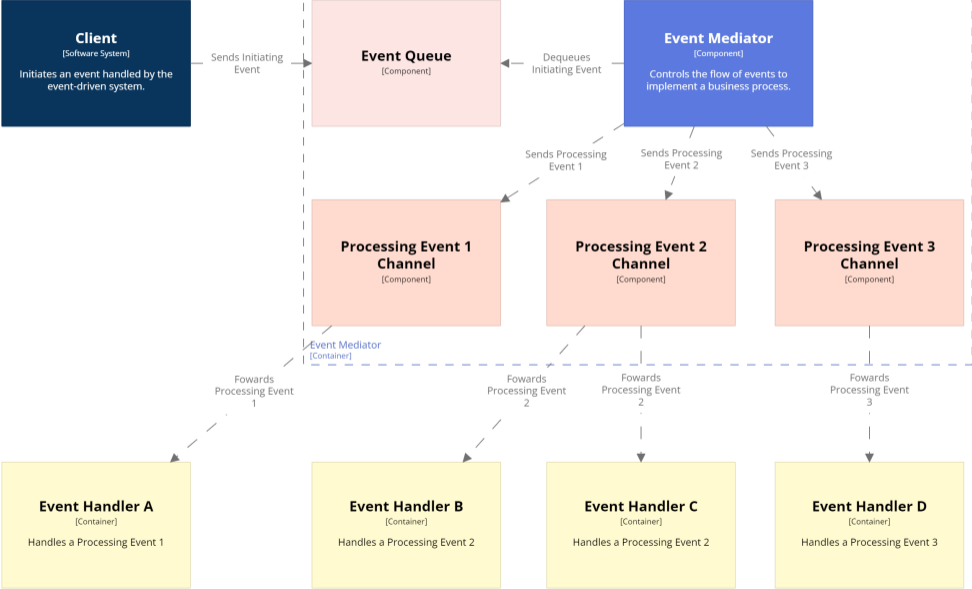 Client
[Software System]
Initiates an event handled by the
event-driven system.
Sends Initiating
Event
Event Queue
[Component]
Dequeues
Initiating Event
Event Mediator
[Component]
Controls the flow of events to
implement a business process.
Sends Processing
Event 1
Sends Processing
Event 2
Sends Processing
Event 3
Processing Event 1
Channel
[Component]
Processing Event 2
Channel
[Component]
Processing Event 3
Channel
[Component]
Event Mediator
[Container]
Fowards
Processing Event
1
Fowards
Processing Event
2
Fowards
Processing Event
2
Fowards
Processing Event
3
Event Handler A
[Container]
Handles a Processing Event 1
Event Handler B
[Container]
Handles a Processing Event 2
Event Handler C
[Container]
Handles a Processing Event 2
Event Handler D
[Container]
Handles a Processing Event 3